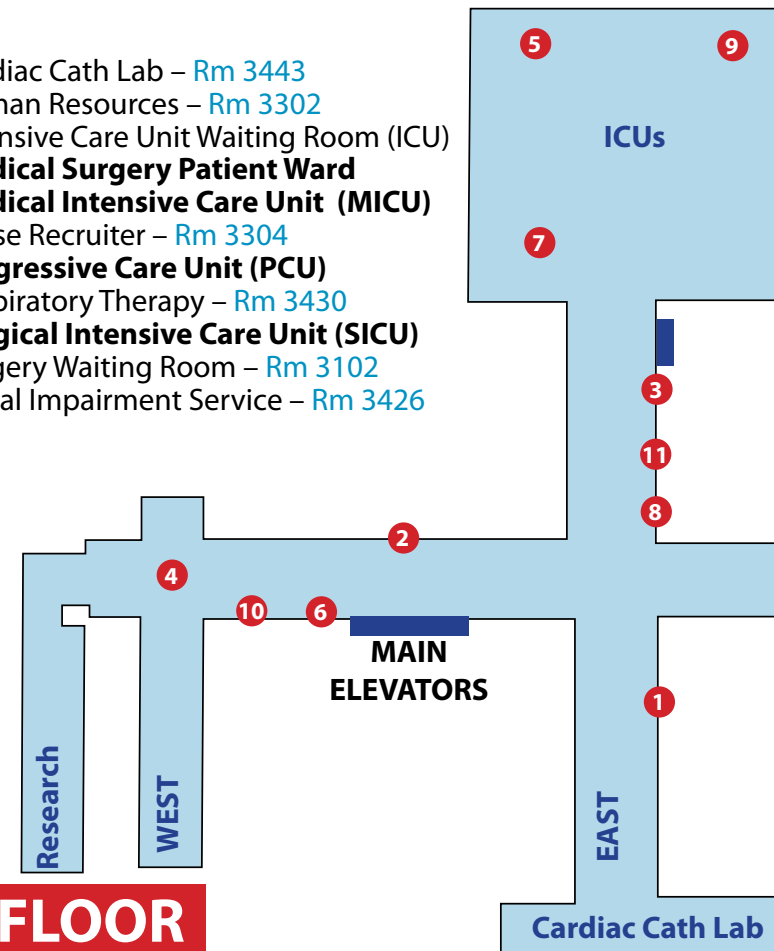 diac Cath Lab – Rm 3443
nan Resources – Rm 3302
ensive Care Unit Waiting Room (ICU)
dical Surgery Patient Ward
dical Intensive Care Unit (MICU)
se Recruiter – Rm 3304
gressive Care Unit (PCU)
piratory Therapy – Rm 3430
gical Intensive Care Unit (SICU)
gery Waiting Room – Rm 3102
al Impairment Service – Rm 3426
5
9
ICUs
7
3
11
8
2
4
10
6
MAIN
ELEVATORS
1
Research
WEST
EAST
FLOOR
Cardiac Cath Lab